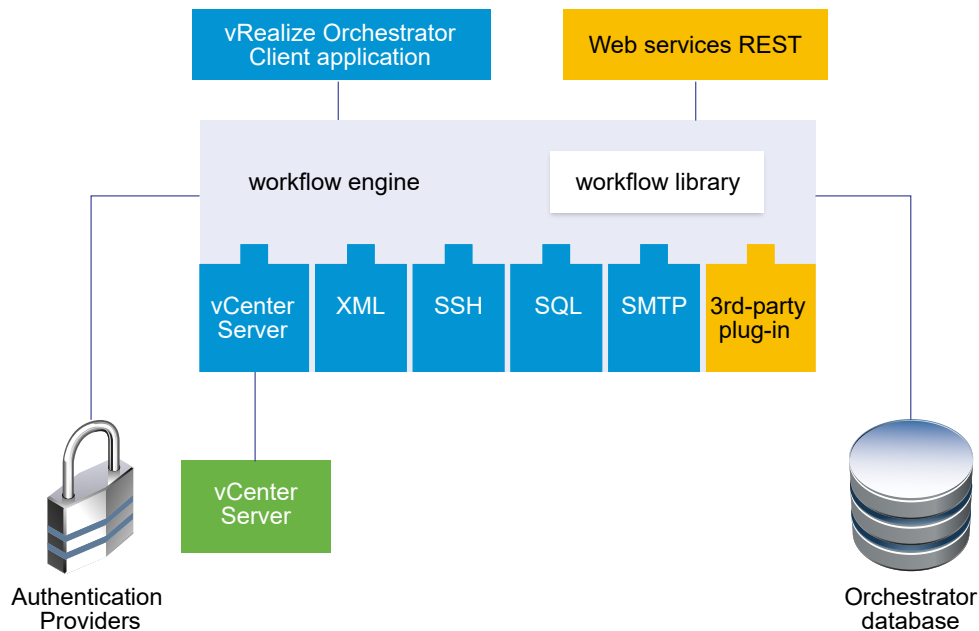 vRealize Orchestrator
Client application
Web services REST
workflow engine
workflow library
vCenter
Server
XML
SSH
SQL
SMTP
3rd-party
plug-in
vCenter
Server
Authentication
Providers
Orchestrator
database